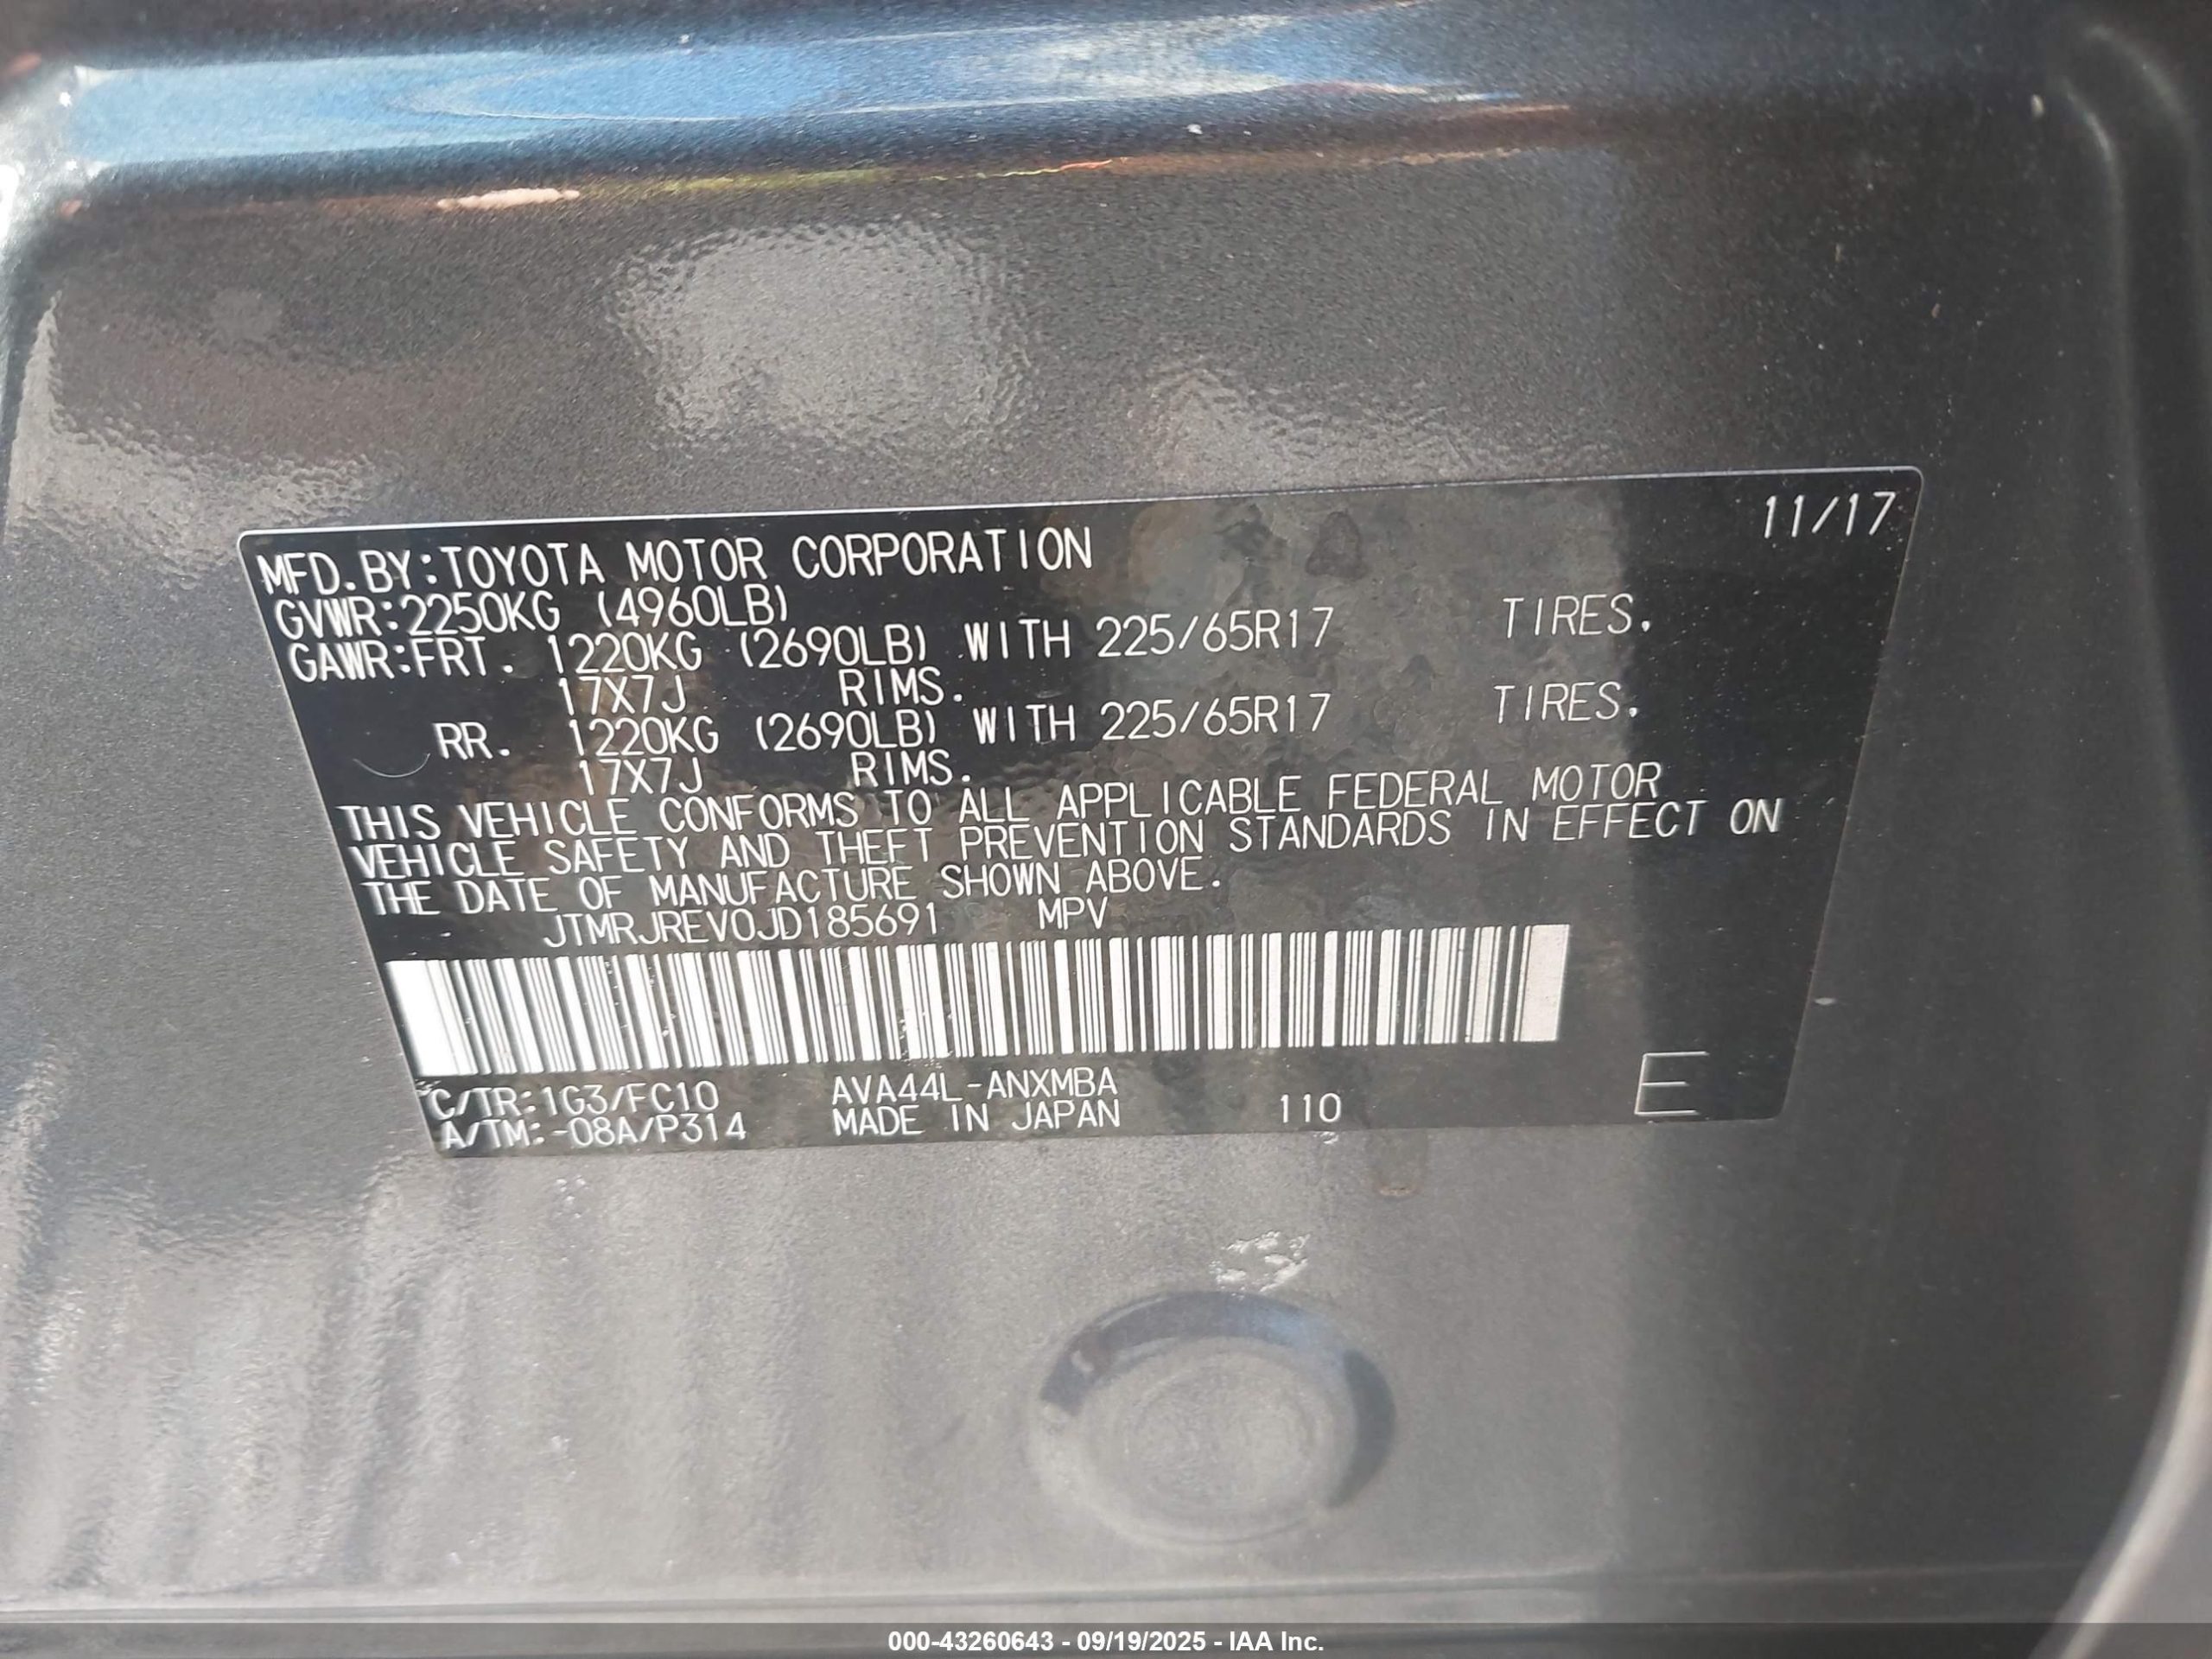 11/17
MFD.BY:TOYOTA MOTOR CORPORATION
GVWR:2250KG (4960LB)
GAWR:FRT. 1220KG (2690LB) WITH 225/65R17 TIRES.
17X7J RIMS.
RR. 1220KG (2690LB) WITH 225/65R17 TIRES.
17X7J RIMS.
THIS VEHICLE CONFORMS TO ALL APPLICABLE FEDERAL MOTOR
VEHICLE SAFETY AND THEFT PREVENTION STANDARDS IN EFFECT ON
THE DATE OF MANUFACTURE SHOWN ABOVE.
JTMRJREV0JD185691 MPV
C/TR:1G3/FC10 AVA44L-ANXMBA
A/TM:-08A/P314 MADE IN JAPAN 110 E
000-43260643 - 09/19/2025 - IAA Inc.